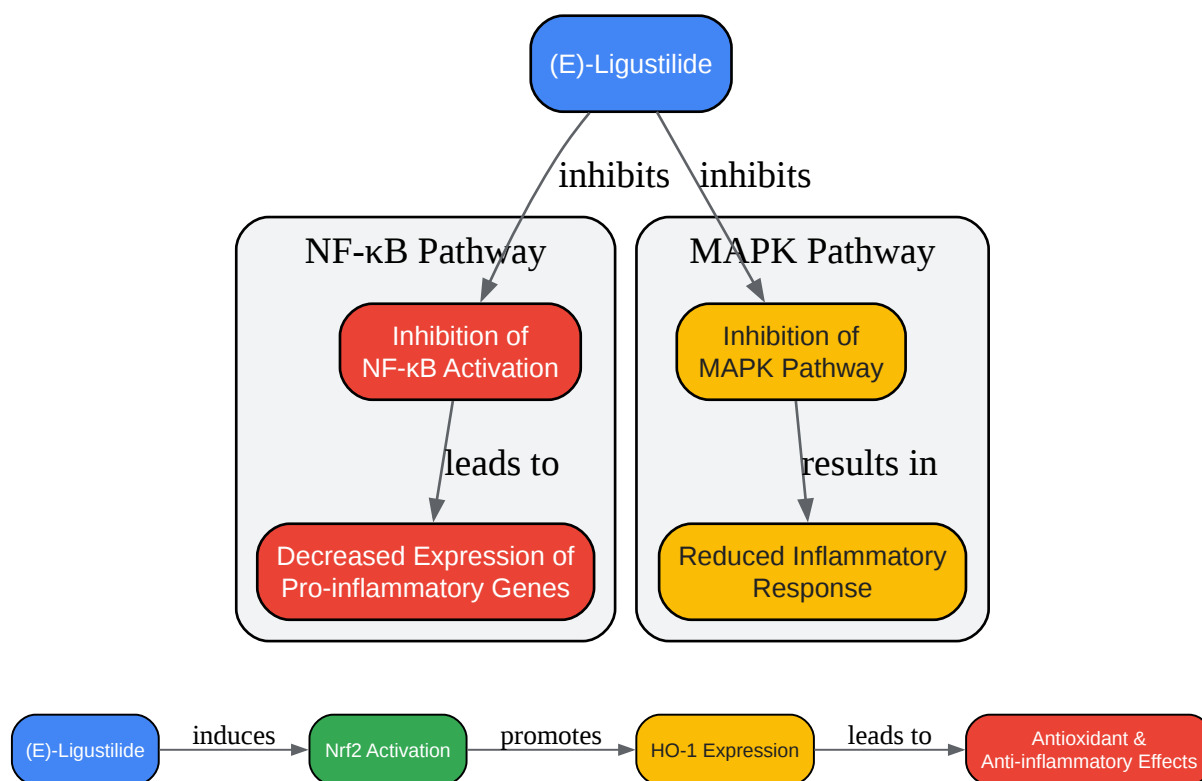 (E)-Ligustilide
inhibits inhibits
NF-κB Pathway
MAPK Pathway
Inhibition of
NF-κB Activation
Inhibition of
MAPK Pathway
leads to
results in
Decreased Expression of
Pro-inflammatory Genes
Reduced Inflammatory
Response
(E)-Ligustilide
induces
Nrf2 Activation
promotes
HO-1 Expression
leads to
Antioxidant &
Anti-inflammatory Effects